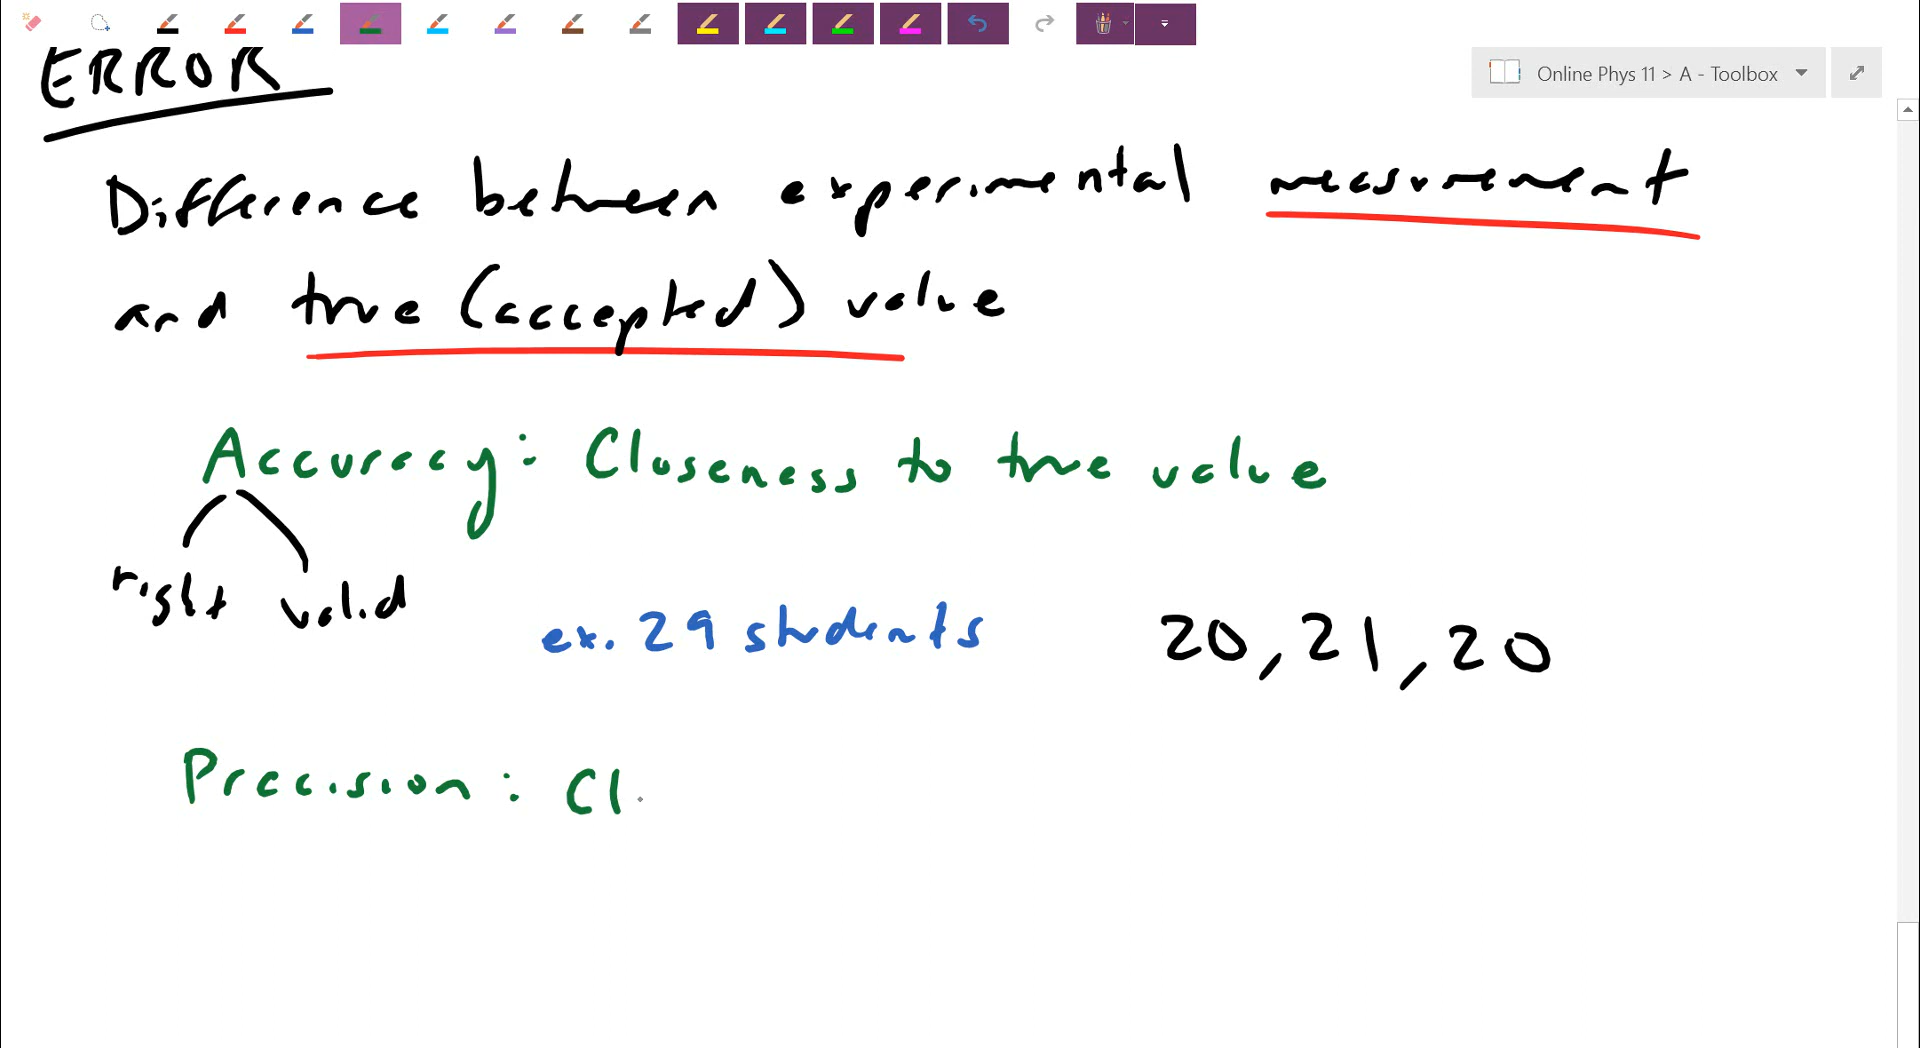 ERROR
Online Phys 11 > A - Toolbox
Difference between experimental measurement
and true (accepted) value
Accuracy: Closeness to true value
right valid
ex. 29 students 20, 21, 20
Precision: Cl